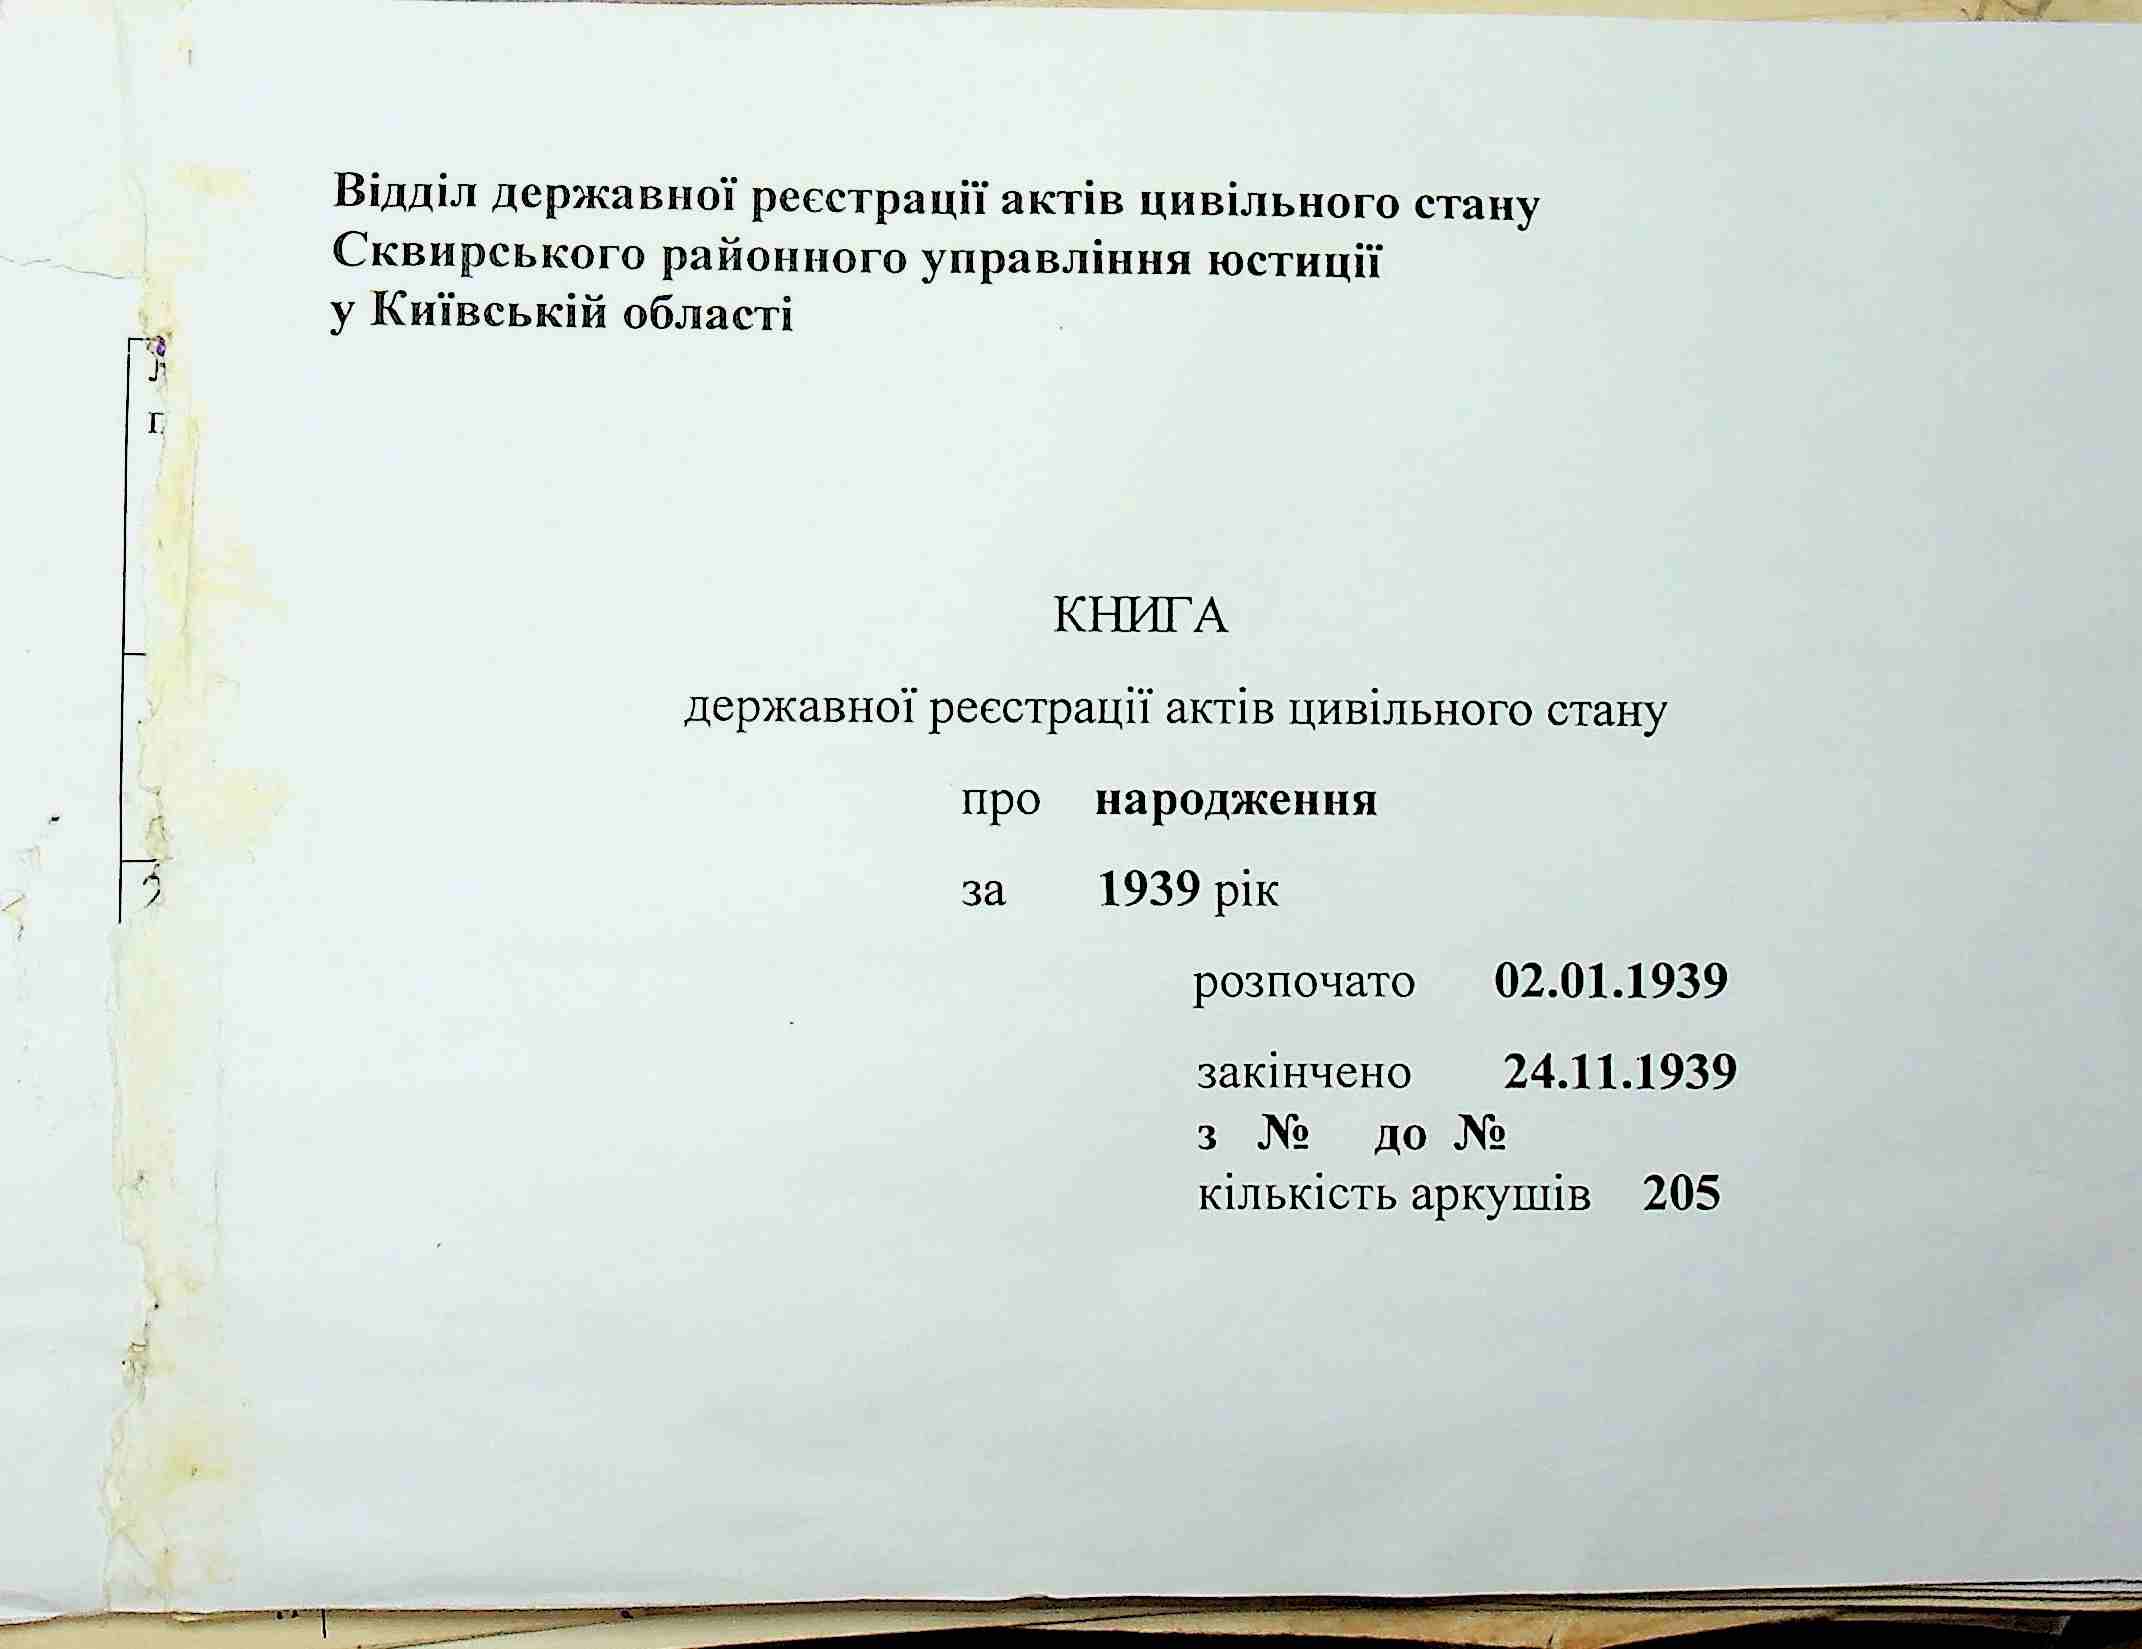 Відділ державної реєстрації актів цивільного стану
Сквирського районного управління юстиції
у Київській області
КНИГА
державної реєстрації актів цивільного стану
про народження
за 1939 рік
розпочато 02.01.1939
закінчено 24.11.1939
з № до №
кількість аркушів 205